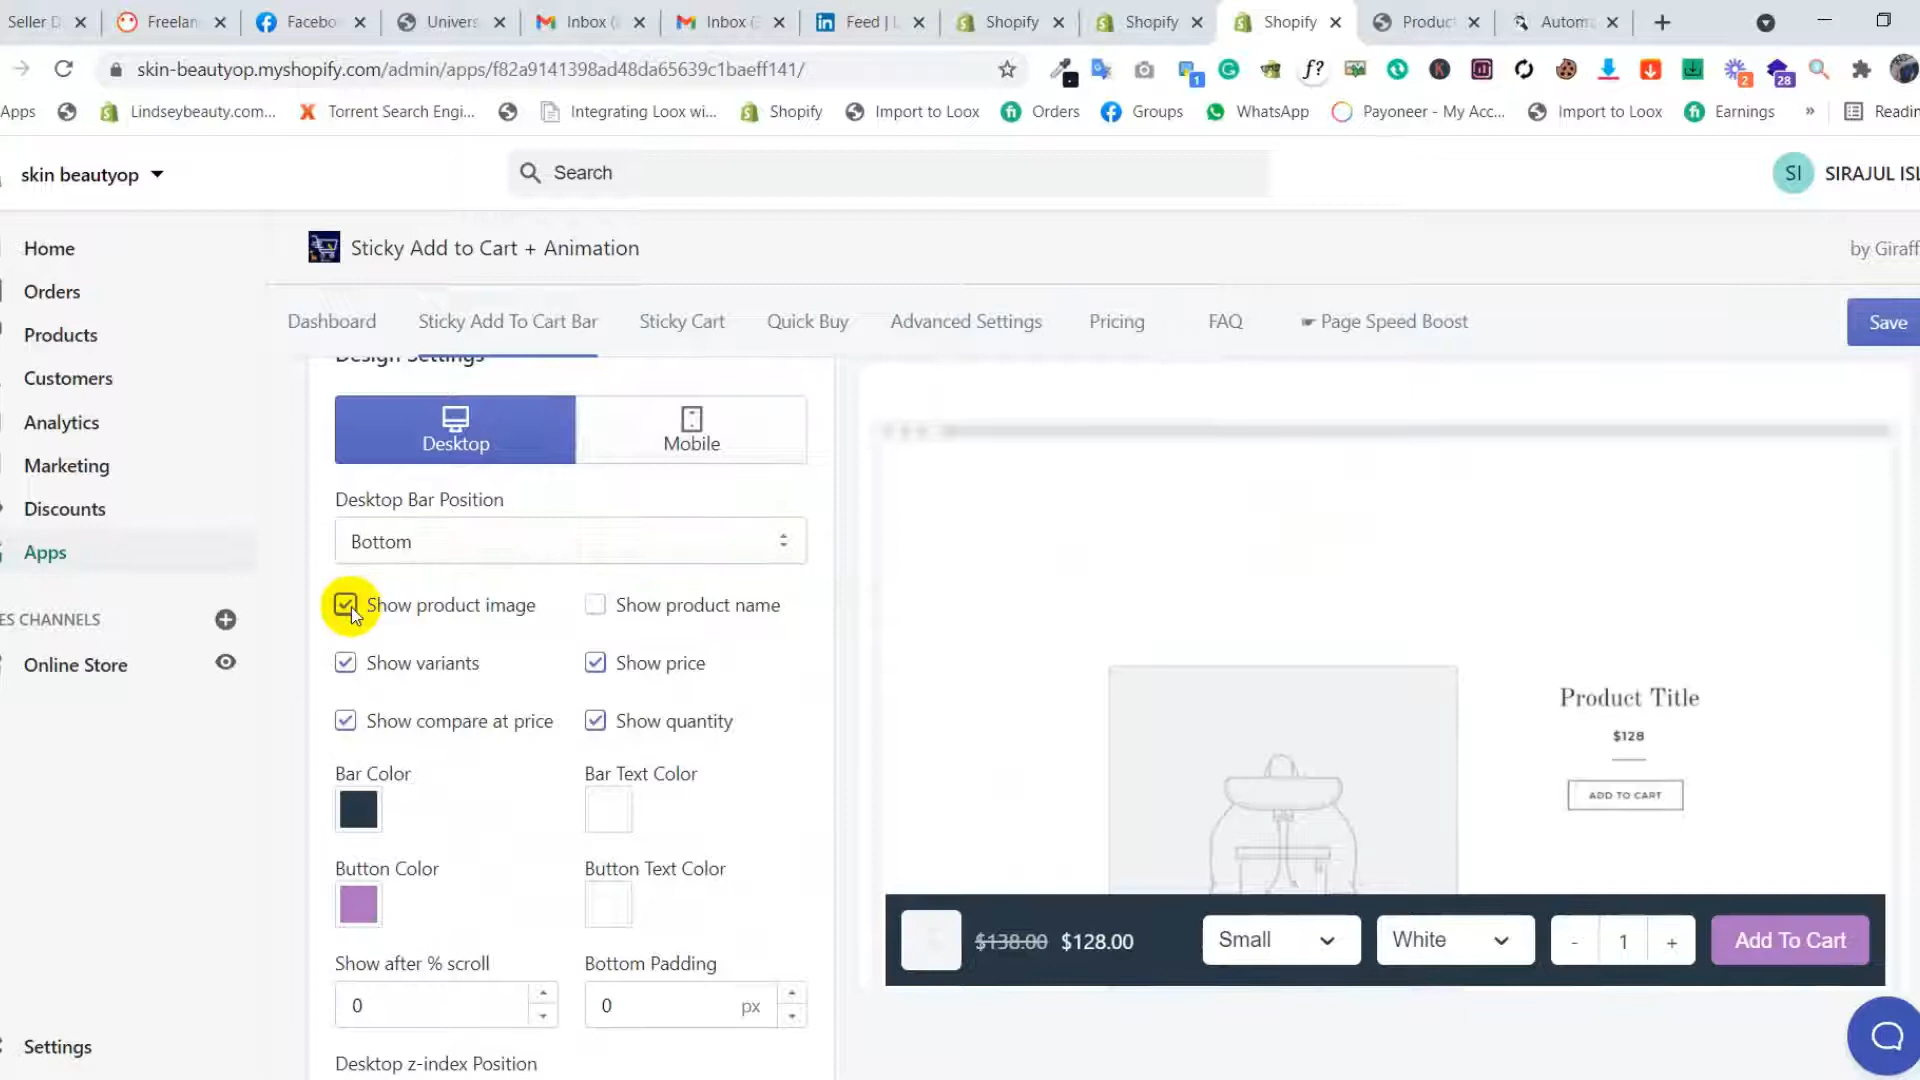 Seller D
Freelan
Facebo
Univers
Inbox (
Inbox (
Feed | L
Shopify
Shopify
Shopify
Product
Autom
skin-beautyop.myshopify.com/admin/apps/f82a9141398ad48da65639c1baeff141/
f?
1
2
28
Apps
Lindseybeauty.com...
Torrent Search Engi...
Integrating Loox wi...
Shopify
Import to Loox
Orders
Groups
WhatsApp
Payoneer - My Acc...
Import to Loox
Earnings
»
Readin
skin beautyop
Search
SI
SIRAJUL ISL
Sticky Add to Cart + Animation
by Giraff
Home
Orders
Products
Customers
Analytics
Marketing
Discounts
Apps
ES CHANNELS
Online Store
Settings
Dashboard
Sticky Add To Cart Bar
Sticky Cart
Quick Buy
Advanced Settings
Pricing
FAQ
☛ Page Speed Boost
Save
Design Settings
Desktop
Mobile
Desktop Bar Position
Bottom
Show product image
Show product name
Show variants
Show price
Show compare at price
Show quantity
Bar Color
Bar Text Color
Button Color
Button Text Color
Show after % scroll
Bottom Padding
0
0 px
Desktop z-index Position
Product Title
$128
ADD TO CART
$138.00 $128.00
Small
White
- 1 +
Add To Cart